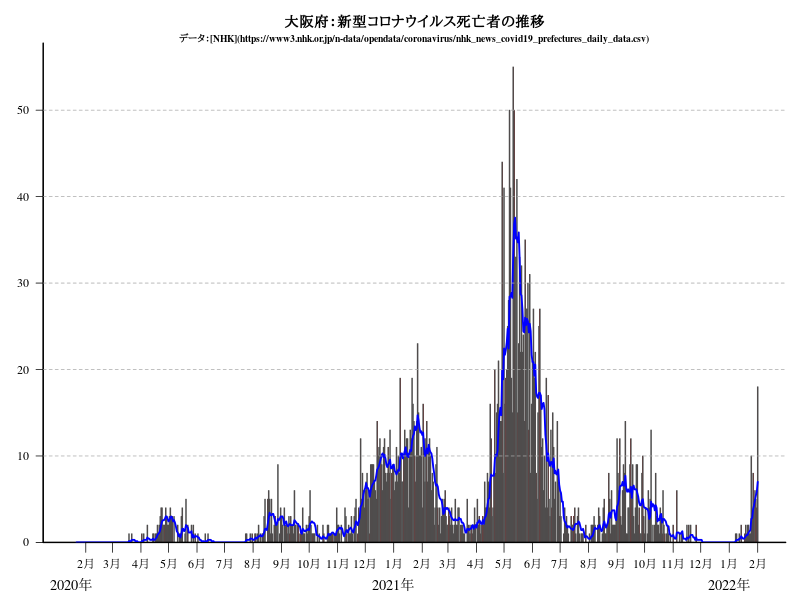 大阪府：新型コロナウイルス死亡者の推移
データ：[NHK](https://www3.nhk.or.jp/n-data/opendata/coronavirus/nhk_news_covid19_prefectures_daily_data.csv)
50
40
30
20
10
0
2月 3月 4月 5月 6月 7月 8月 9月 10月 11月 12月 1月 2月 3月 4月 5月 6月 7月 8月 9月 10月 11月 12月 1月 2月
2020年 2021年 2022年